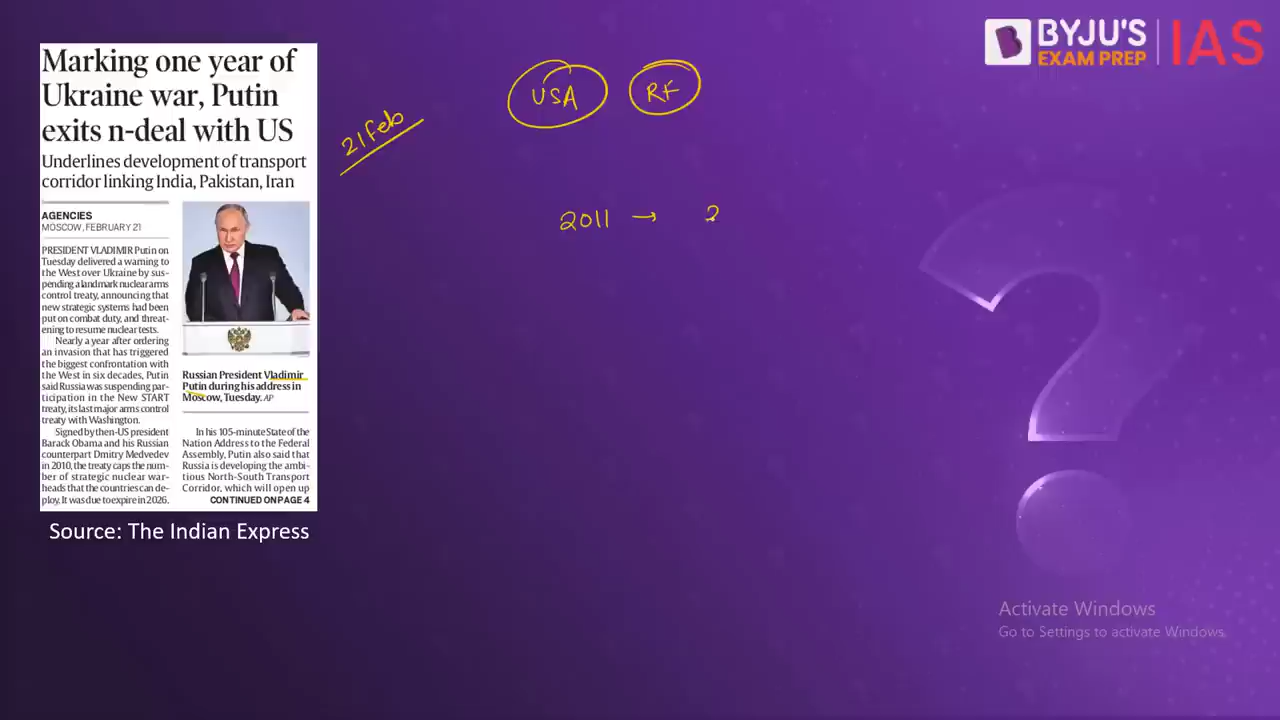 Marking one year of
Ukraine war, Putin
exits n-deal with US
Underlines development of transport
corridor linking India, Pakistan, Iran
AGENCIES
MOSCOW, FEBRUARY 21
PRESIDENT VLADIMIR Putin on
Tuesday delivered a warning to
the West over Ukraine by sus-
pending a landmark nuclear arms
control treaty, announcing that
new strategic systems had been
put on combat duty, and threat-
ening to resume nuclear tests.
Nearly a year after ordering
an invasion that has triggered
the biggest confrontation with
the West in six decades, Putin
said Russia was suspending par-
ticipation in the New START
treaty, its last major arms control
treaty with Washington.
Signed by then-US president
Barack Obama and his Russian
counterpart Dmitry Medvedev
in 2010, the treaty caps the num-
ber of strategic nuclear war-
heads that the countries can de-
ploy. It was due to expire in 2026.
Russian President Vladimir
Putin during his address in
Moscow, Tuesday. AP
In his 105-minute State of the
Nation Address to the Federal
Assembly, Putin also said that
Russia is developing the ambi-
tious North-South Transport
Corridor, which will open up
CONTINUED ON PAGE 4
Source: The Indian Express
21 Feb
USA RF
2011 → 2
BYJU'S
EXAM PREP
IAS
Activate Windows
Go to Settings to activate Windows.